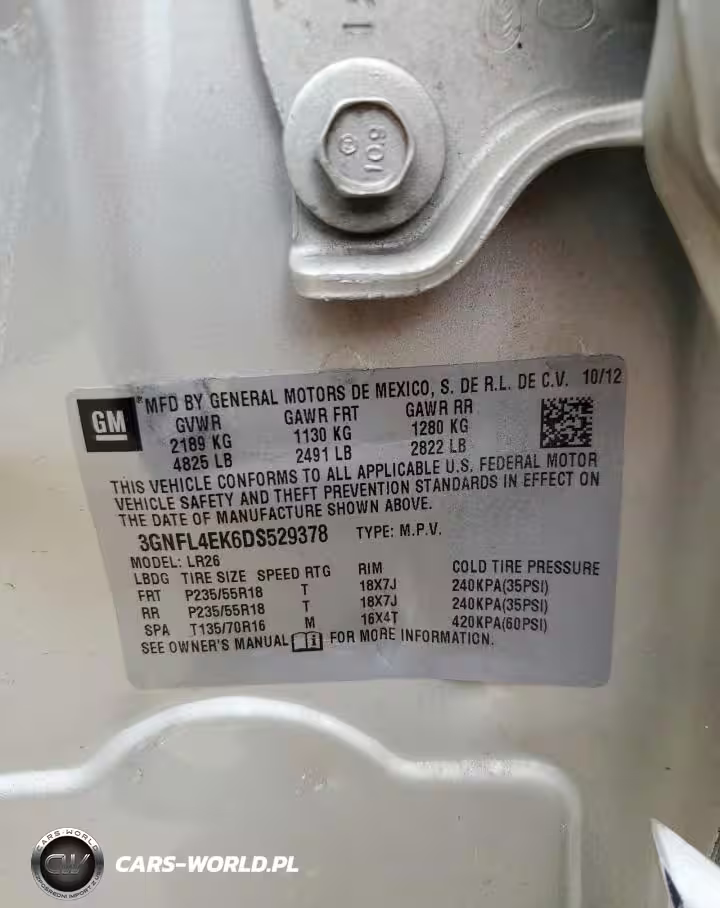 109
GM
®MFD BY GENERAL MOTORS DE MEXICO, S. DE R.L. DE C.V. 10/12
GVWR GAWR FRT GAWR RR
2189 KG 1130 KG 1280 KG
4825 LB 2491 LB 2822 LB
THIS VEHICLE CONFORMS TO ALL APPLICABLE U.S. FEDERAL MOTOR
VEHICLE SAFETY AND THEFT PREVENTION STANDARDS IN EFFECT ON
THE DATE OF MANUFACTURE SHOWN ABOVE.
3GNFL4EK6DS529378 TYPE: M.P.V.
MODEL: LR26
LBDG TIRE SIZE SPEED RTG RIM COLD TIRE PRESSURE
FRT P235/55R18 T 18X7J 240KPA(35PSI)
RR P235/55R18 T 18X7J 240KPA(35PSI)
SPA T135/70R16 M 16X4T 420KPA(60PSI)
SEE OWNER'S MANUAL FOR MORE INFORMATION.
CARS-WORLD
CW
CARS-WORLD.PL